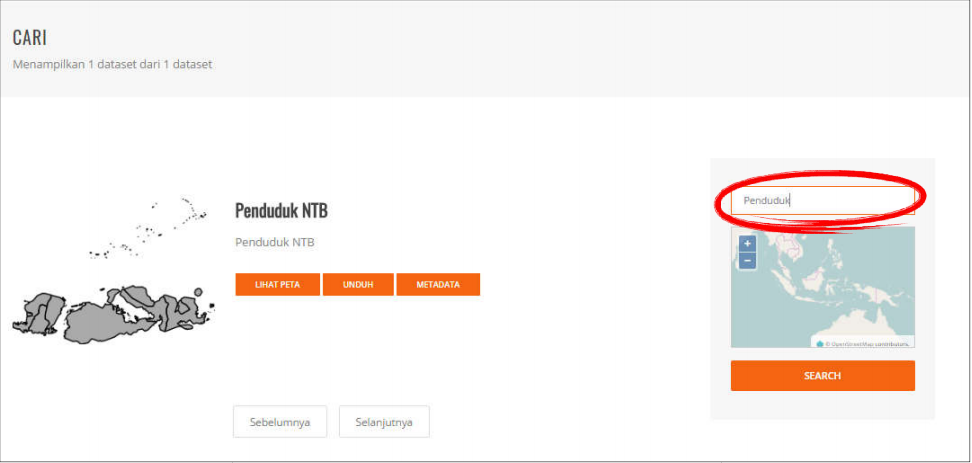 CARI
Menampilkan 1 dataset dari 1 dataset
Penduduk NTB
Penduduk NTB
LIHAT PETA
UNDUH
METADATA
Sebelumnya
Selanjutnya
Penduduk
+
−
© OpenStreetMap contributors.
SEARCH